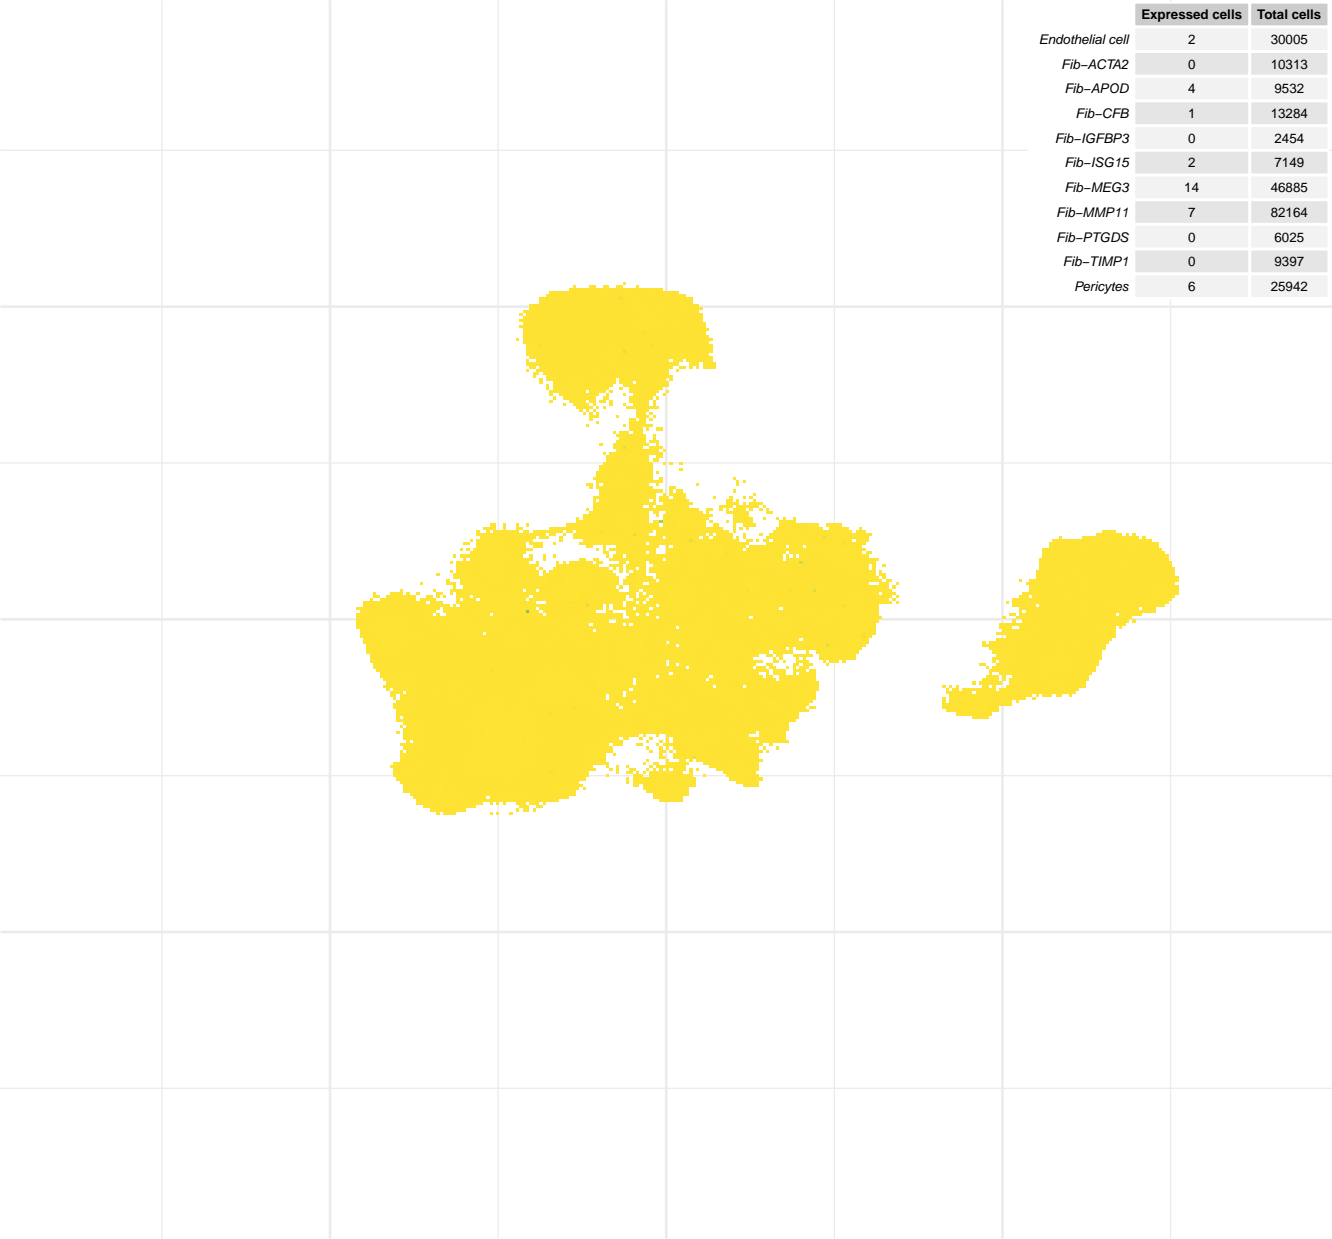 Expressed cells Total cells
Endothelial cell 2 30005
Fib−ACTA2 0 10313
Fib−APOD 4 9532
Fib−CFB 1 13284
Fib−IGFBP3 0 2454
Fib−ISG15 2 7149
Fib−MEG3 14 46885
Fib−MMP11 7 82164
Fib−PTGDS 0 6025
Fib−TIMP1 0 9397
Pericytes 6 25942